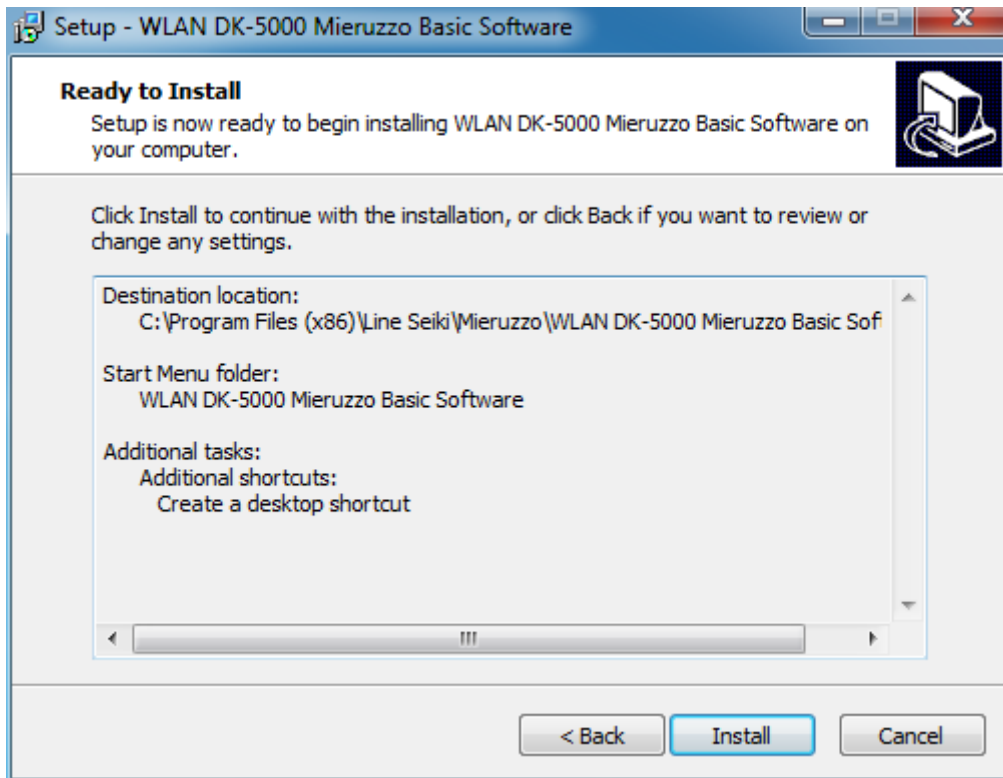 Setup - WLAN DK-5000 Mieruzzo Basic Software
Ready to Install
Setup is now ready to begin installing WLAN DK-5000 Mieruzzo Basic Software on
your computer.
Click Install to continue with the installation, or click Back if you want to review or
change any settings.
Destination location:
C:\Program Files (x86)\Line Seiki\Mieruzzo\WLAN DK-5000 Mieruzzo Basic Sof
Start Menu folder:
WLAN DK-5000 Mieruzzo Basic Software
Additional tasks:
Additional shortcuts:
Create a desktop shortcut
< Back
Install
Cancel